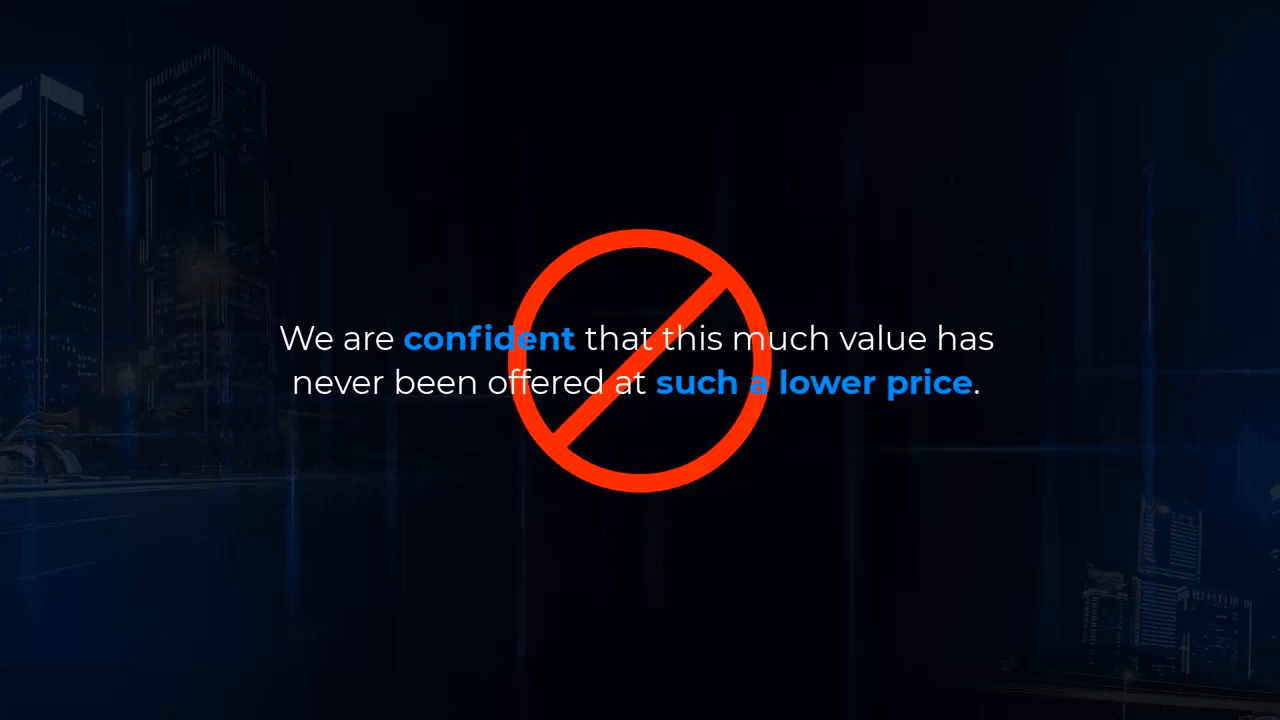 We are confident that this much value has
never been offered at such a lower price.